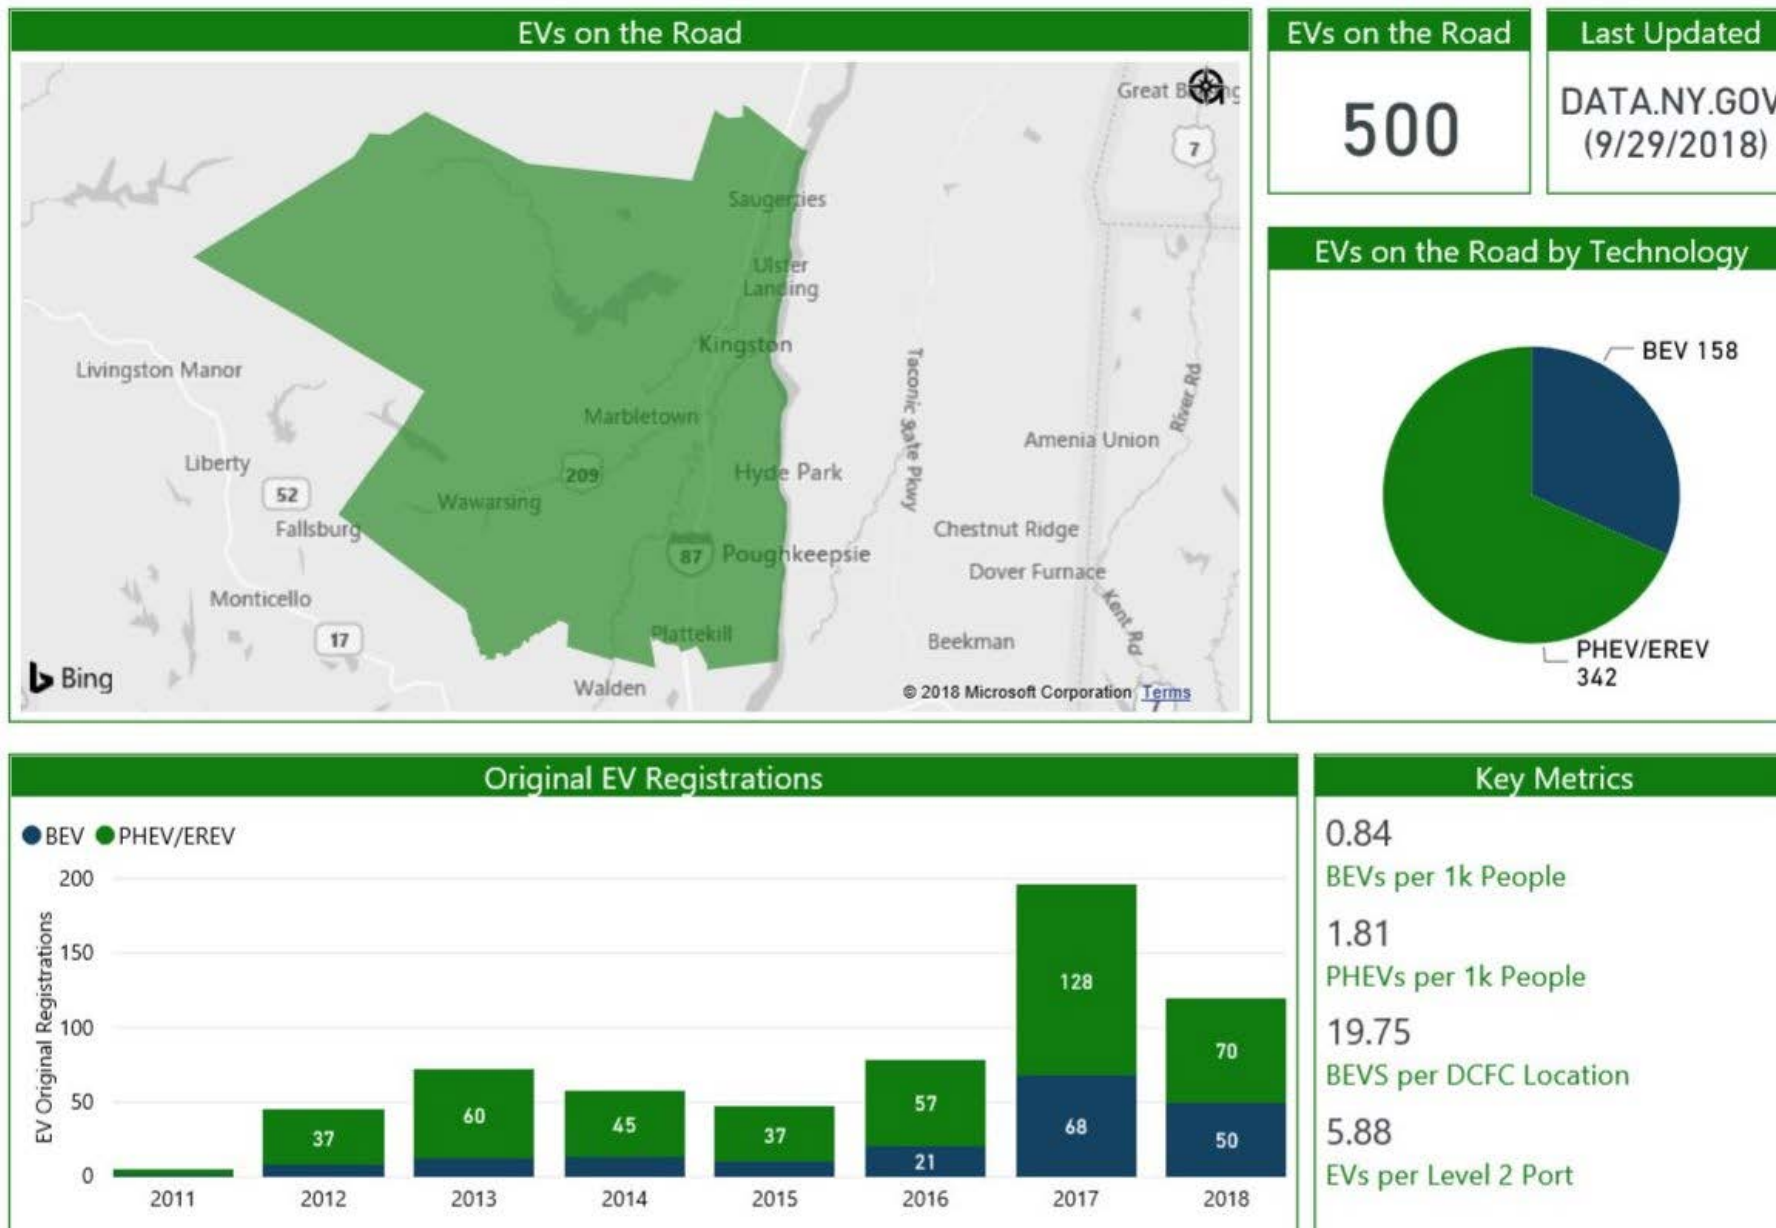 EVs on the Road
Great B
7
Saugerties
Ulster
Landing
Kingston
Livingston Manor
Taconic State Pkwy
River Rd
Marbletown
Amenia Union
Liberty
209
Hyde Park
52
Wawarsing
Fallsburg
Chestnut Ridge
87
Poughkeepsie
Dover Furnace
Monticello
Kent Rd
17
Plattekill
Beekman
Bing
Walden
© 2018 Microsoft Corporation Terms
EVs on the Road
500
Last Updated
DATA.NY.GOV
(9/29/2018)
EVs on the Road by Technology
BEV 158
PHEV/EREV
342
Original EV Registrations
BEV PHEV/EREV
EV Original Registrations
200
150
100
50
0
37
60
45
37
57
21
128
68
70
50
2011 2012 2013 2014 2015 2016 2017 2018
Key Metrics
0.84
BEVs per 1k People
1.81
PHEVs per 1k People
19.75
BEVS per DCFC Location
5.88
EVs per Level 2 Port